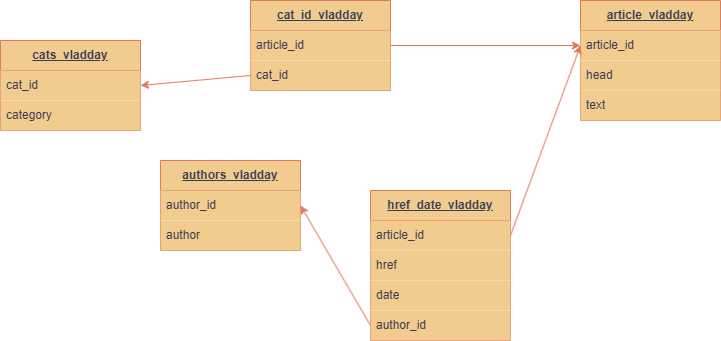 cat_id_vladday
article_id
cat_id
article_vladday
article_id
head
text
cats_vladday
cat_id
category
authors_vladday
author_id
author
href_date_vladday
article_id
href
date
author_id